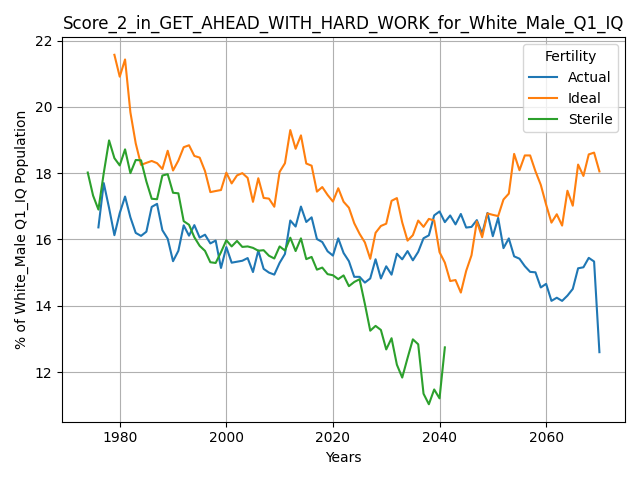 Score_2_in_GET_AHEAD_WITH_HARD_WORK_for_White_Male_Q1_IQ
Fertility
Actual
Ideal
Sterile
% of White_Male Q1_IQ Population
22
20
18
16
14
12
1980
2000
2020
2040
2060
Years